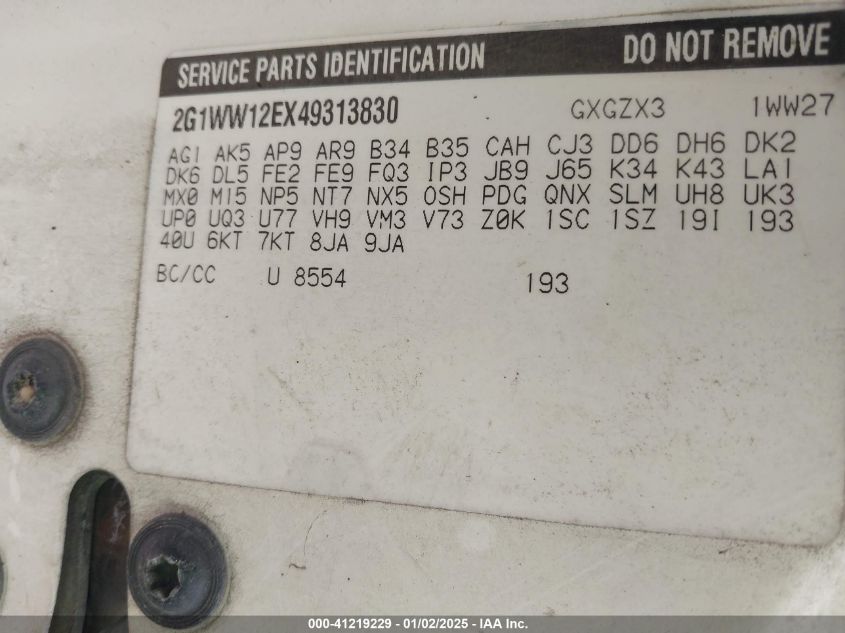 SERVICE PARTS IDENTIFICATION DO NOT REMOVE
2G1WW12EX49313830 GXGZX3 1WW27
AG1 AK5 AP9 AR9 B34 B35 CAH CJ3 DD6 DH6 DK2
DK6 DL5 FE2 FE9 FQ3 IP3 JB9 J65 K34 K43 LA1
MX0 M15 NP5 NT7 NX5 OSH PDG QNX SLM UH8 UK3
UP0 UQ3 U77 VH9 VM3 V73 Z0K 1SC 1SZ 19I 193
40U 6KT 7KT 8JA 9JA
BC/CC U 8554 193
000-41219229 - 01/02/2025 - IAA Inc.